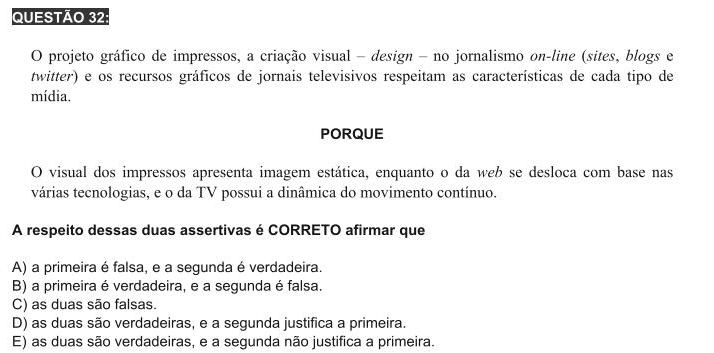 QUESTÃO 32:
O projeto gráfico de impressos, a criação visual – design – no jornalismo on-line (sites, blogs e
twitter) e os recursos gráficos de jornais televisivos respeitam as características de cada tipo de
mídia.
PORQUE
O visual dos impressos apresenta imagem estática, enquanto o da web se desloca com base nas
várias tecnologias, e o da TV possui a dinâmica do movimento contínuo.
A respeito dessas duas assertivas é CORRETO afirmar que
A) a primeira é falsa, e a segunda é verdadeira.
B) a primeira é verdadeira, e a segunda é falsa.
C) as duas são falsas.
D) as duas são verdadeiras, e a segunda justifica a primeira.
E) as duas são verdadeiras, e a segunda não justifica a primeira.